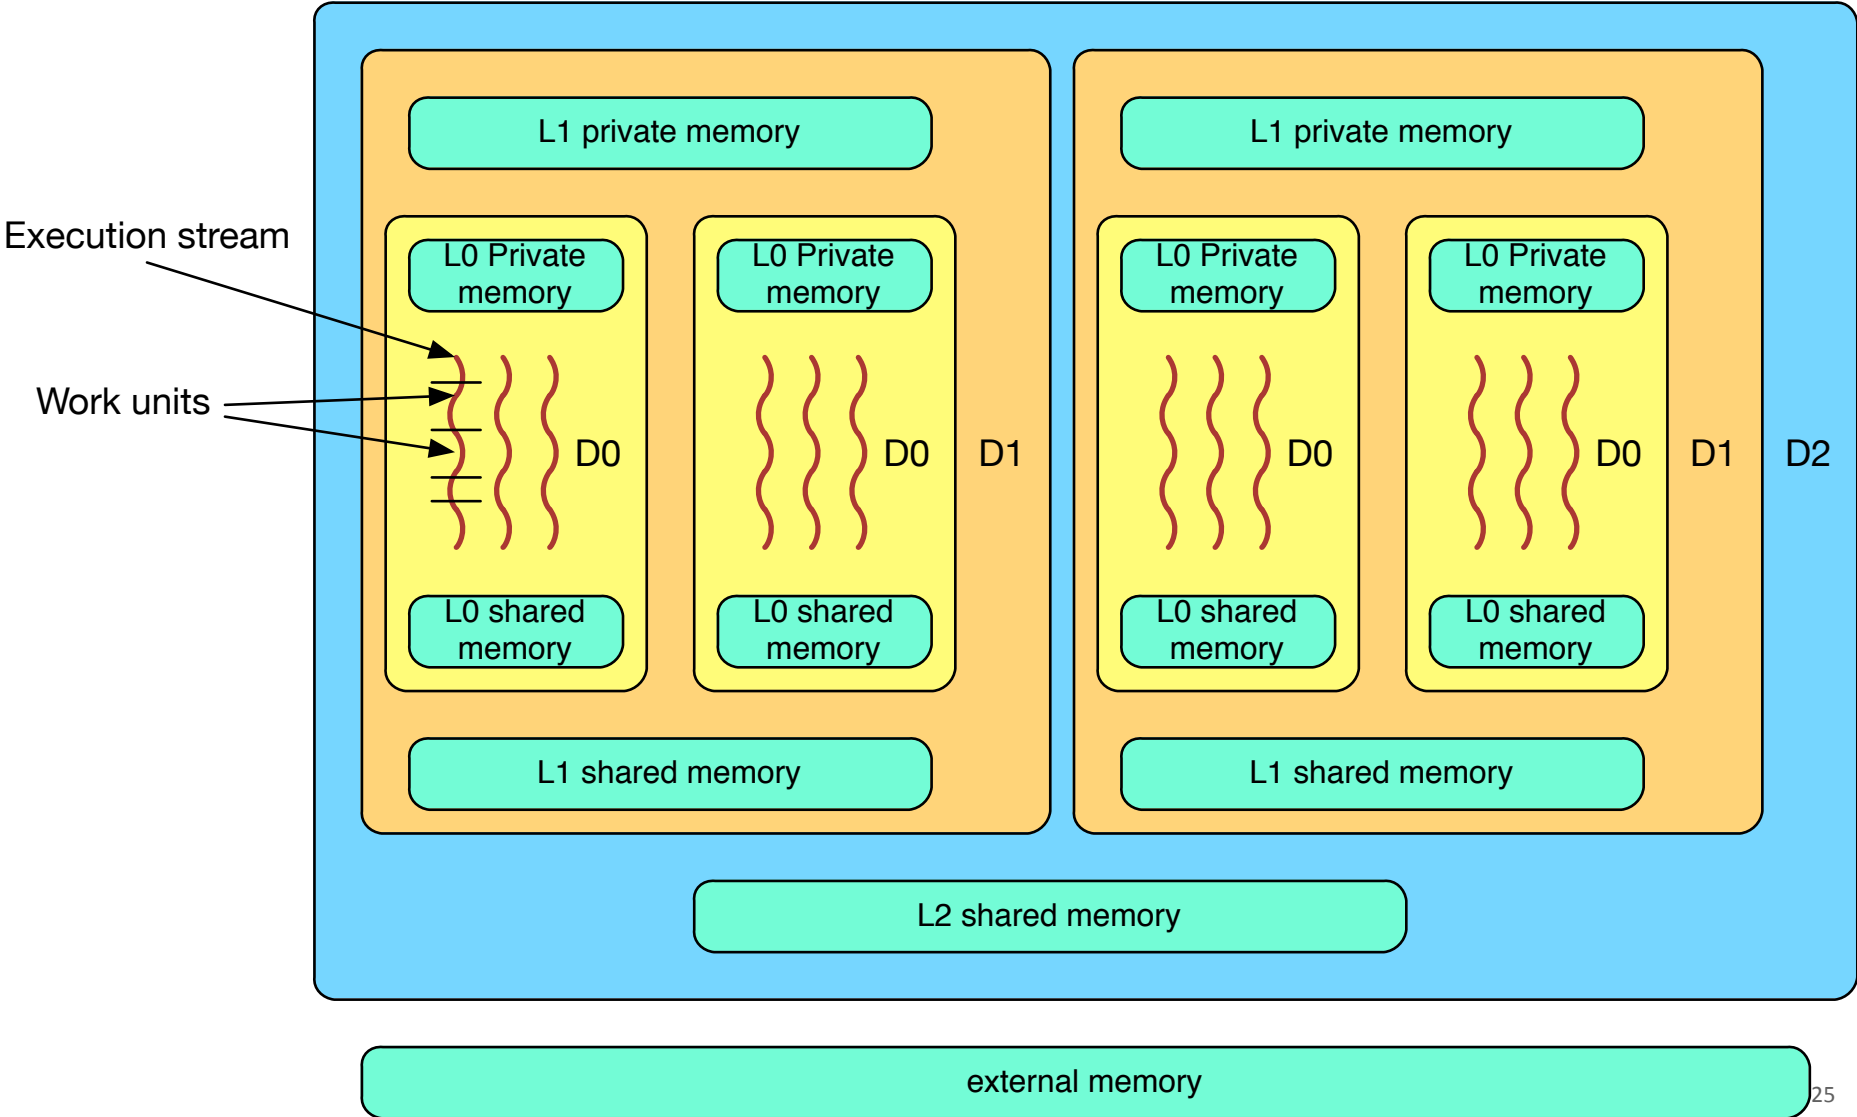 L1 private memory
L1 private memory
Execution stream
L0 Private
memory
L0 Private
memory
L0 Private
memory
L0 Private
memory
Work units
D0
D0
D1
D0
D0
D1
D2
L0 shared
memory
L0 shared
memory
L0 shared
memory
L0 shared
memory
L1 shared memory
L1 shared memory
L2 shared memory
external memory
25